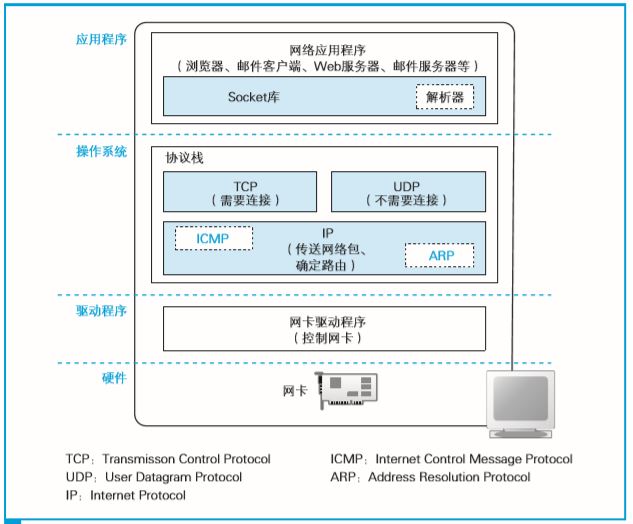 应用程序
网络应用程序
（浏览器、邮件客户端、Web服务器、邮件服务器等）
Socket库
解析器
操作系统
协议栈
TCP
（需要连接）
UDP
（不需要连接）
ICMP
IP
（传送网络包、
确定路由）
ARP
驱动程序
网卡驱动程序
（控制网卡）
硬件
网卡
TCP：Transmisson Control Protocol
UDP：User Datagram Protocol
IP：Internet Protocol
ICMP：Internet Control Message Protocol
ARP：Address Resolution Protocol